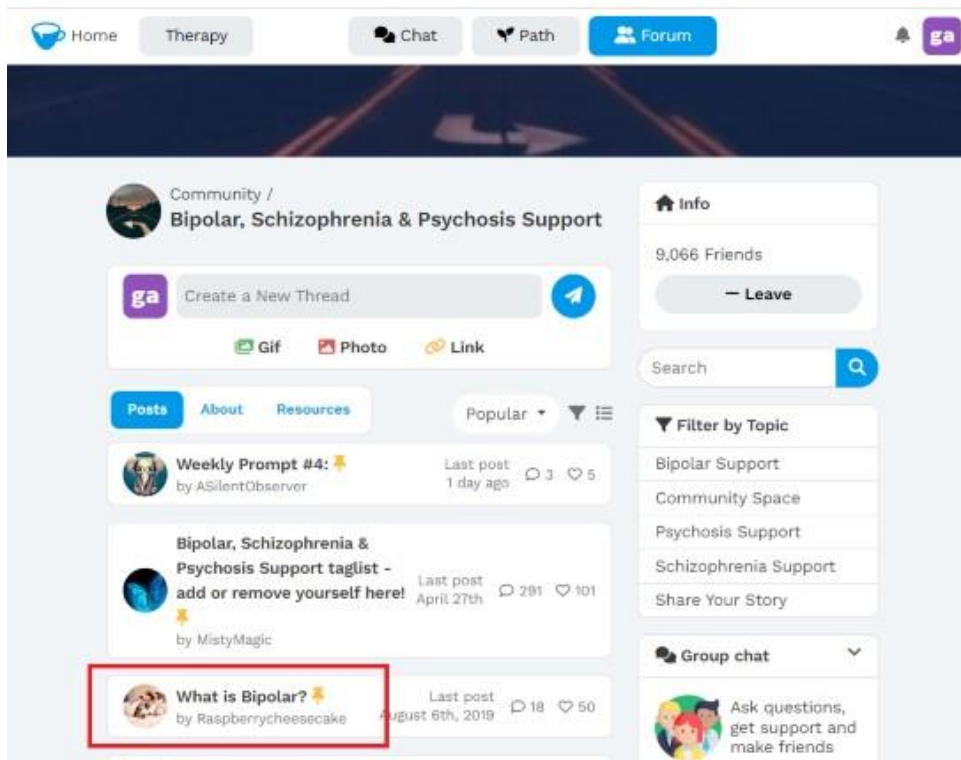 Home
Therapy
Chat
Path
Forum
ga
Community /
Bipolar, Schizophrenia & Psychosis Support
ga
Create a New Thread
Gif
Photo
Link
Posts
About
Resources
Popular
Weekly Prompt #4:
by ASilentObserver
Last post
1 day ago
3
5
Bipolar, Schizophrenia &
Psychosis Support taglist -
add or remove yourself here!
by MistyMagic
Last post
April 27th
291
101
What is Bipolar?
by Raspberrycheesecake
Last post
August 6th, 2019
18
50
Info
9,066 Friends
— Leave
Search
Filter by Topic
Bipolar Support
Community Space
Psychosis Support
Schizophrenia Support
Share Your Story
Group chat
Ask questions,
get support and
make friends